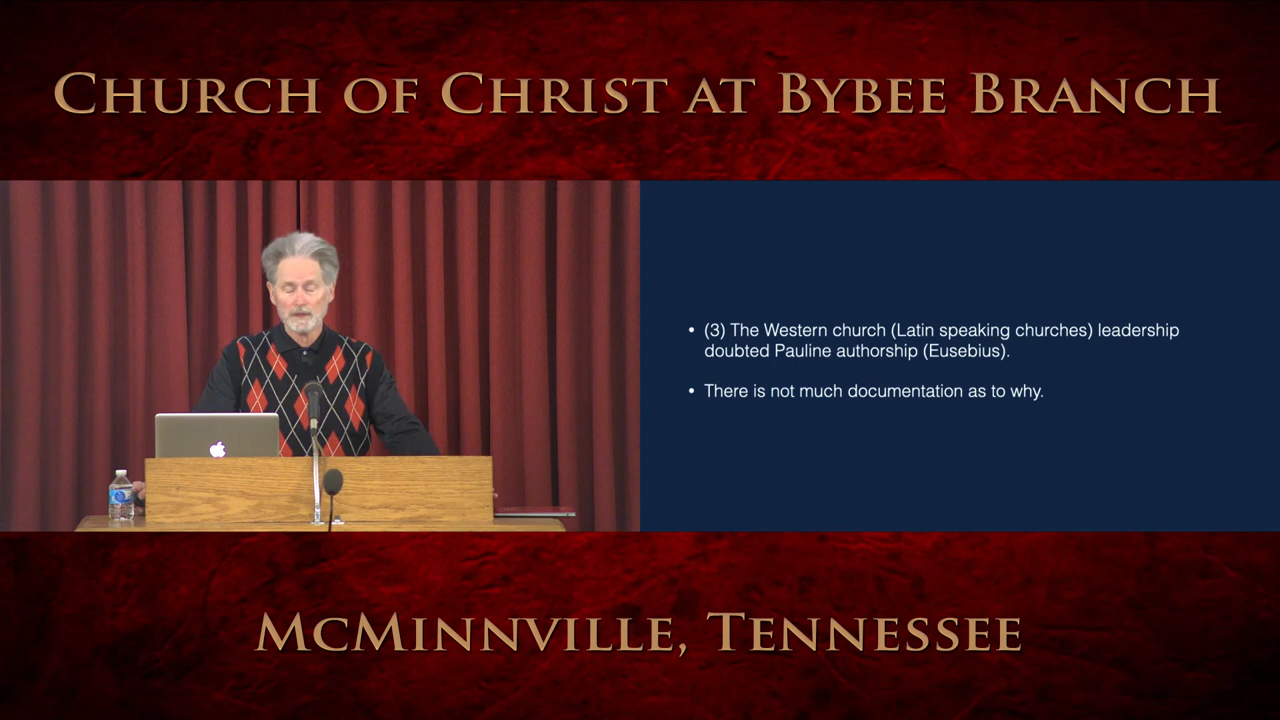 Church of Christ at Bybee Branch
• (3) The Western church (Latin speaking churches) leadership
doubted Pauline authorship (Eusebius).
• There is not much documentation as to why.
McMinnville, Tennessee